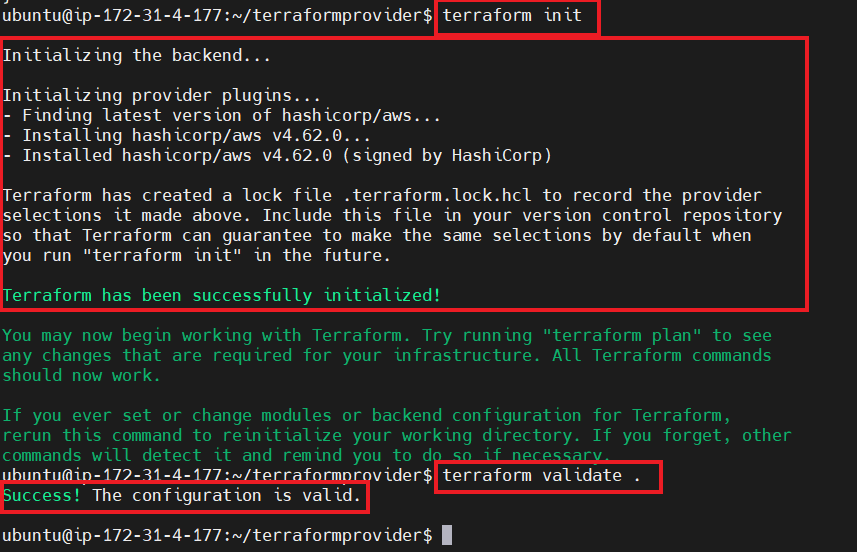 ubuntu@ip-172-31-4-177:~/terraformprovider$ terraform init
Initializing the backend...
Initializing provider plugins...
- Finding latest version of hashicorp/aws...
- Installing hashicorp/aws v4.62.0...
- Installed hashicorp/aws v4.62.0 (signed by HashiCorp)
Terraform has created a lock file .terraform.lock.hcl to record the provider
selections it made above. Include this file in your version control repository
so that Terraform can guarantee to make the same selections by default when
you run "terraform init" in the future.
Terraform has been successfully initialized!
You may now begin working with Terraform. Try running "terraform plan" to see
any changes that are required for your infrastructure. All Terraform commands
should now work.
If you ever set or change modules or backend configuration for Terraform,
rerun this command to reinitialize your working directory. If you forget, other
commands will detect it and remind you to do so if necessary.
ubuntu@ip-172-31-4-177:~/terraformprovider$ terraform validate .
Success! The configuration is valid.
ubuntu@ip-172-31-4-177:~/terraformprovider$